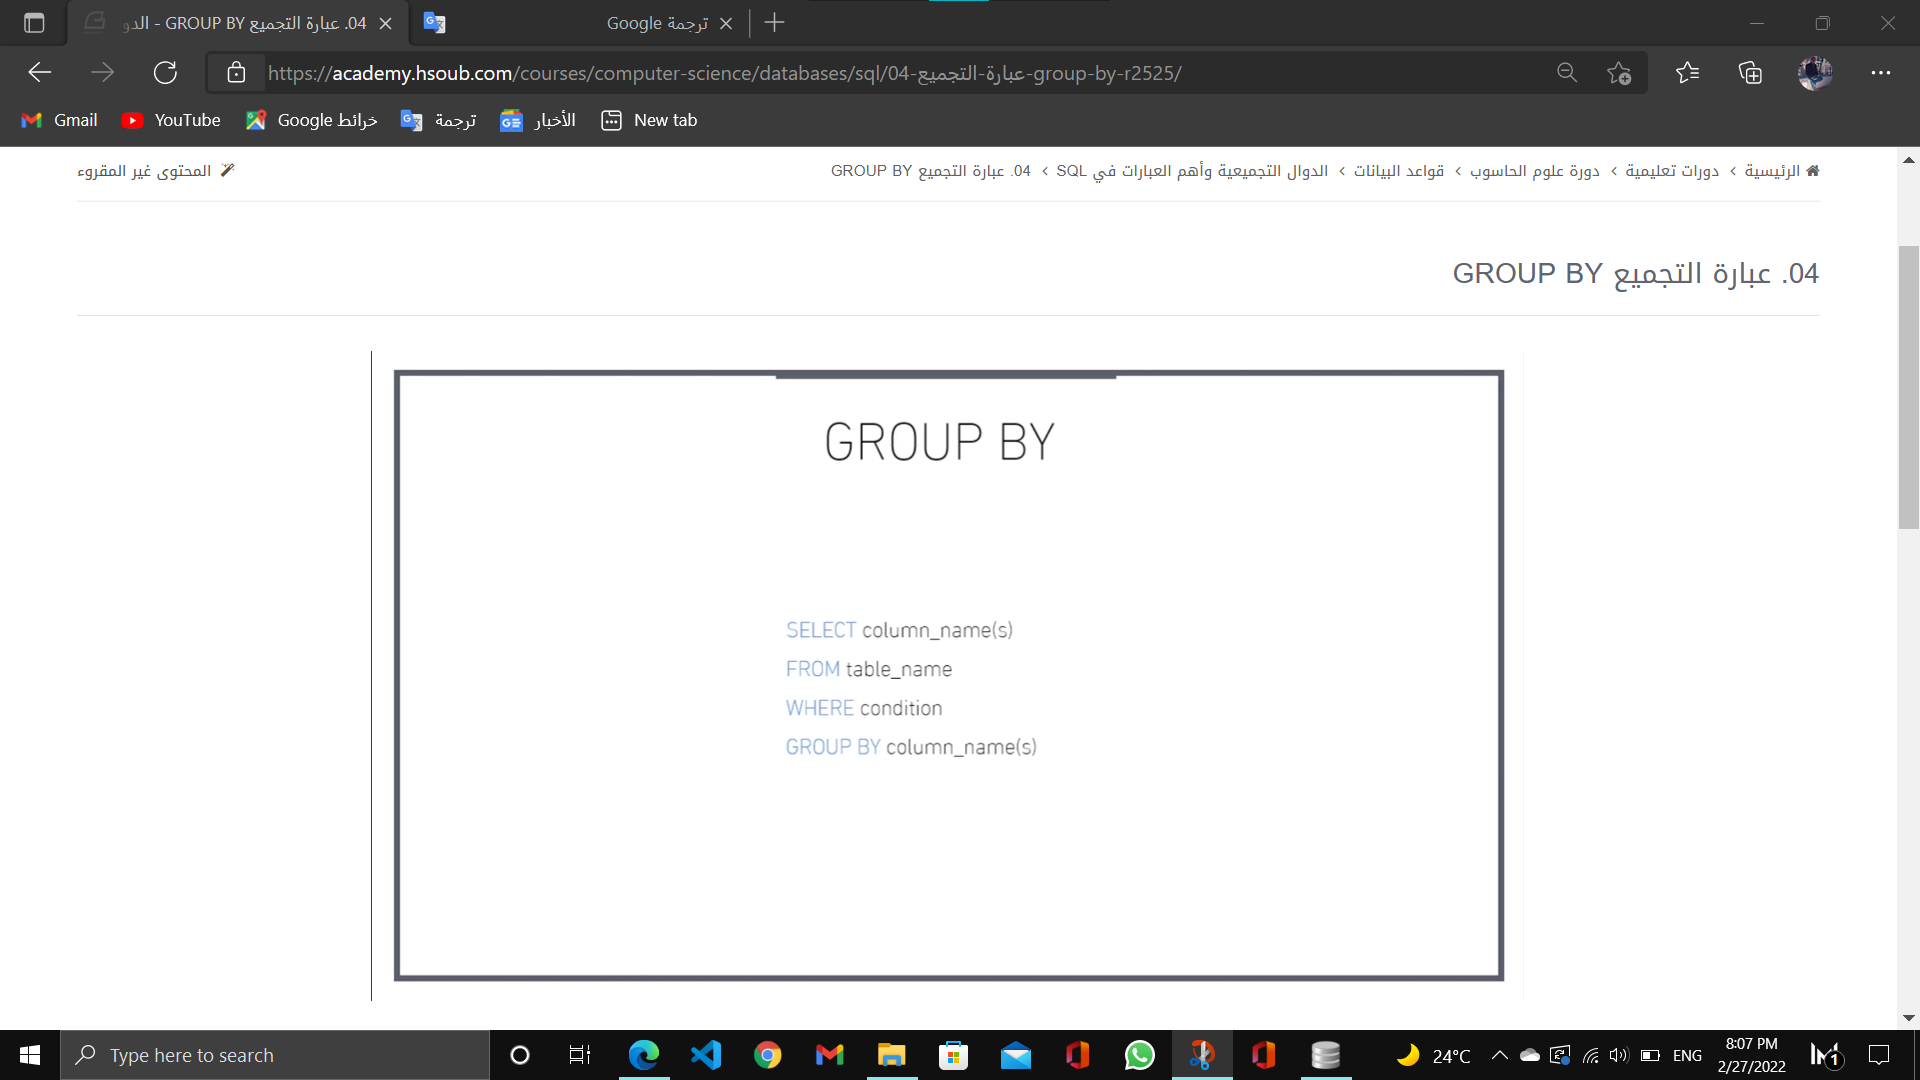 04. عبارة التجميع GROUP BY - الدو
ترجمة Google
https://academy.hsoub.com/courses/computer-science/databases/sql/04-عبارة-التجميع-group-by-r2525/
Gmail
YouTube
خرائط Google
ترجمة
الأخبار
New tab
الرئيسية > دورات تعليمية > دورة علوم الحاسوب > قواعد البيانات > الدوال التجميعية وأهم العبارات في SQL > 04. عبارة التجميع GROUP BY
المحتوى غير المقروء
04. عبارة التجميع GROUP BY
GROUP BY
SELECT column_name(s)
FROM table_name
WHERE condition
GROUP BY column_name(s)
Type here to search
24°C
ENG
8:07 PM
2/27/2022
1